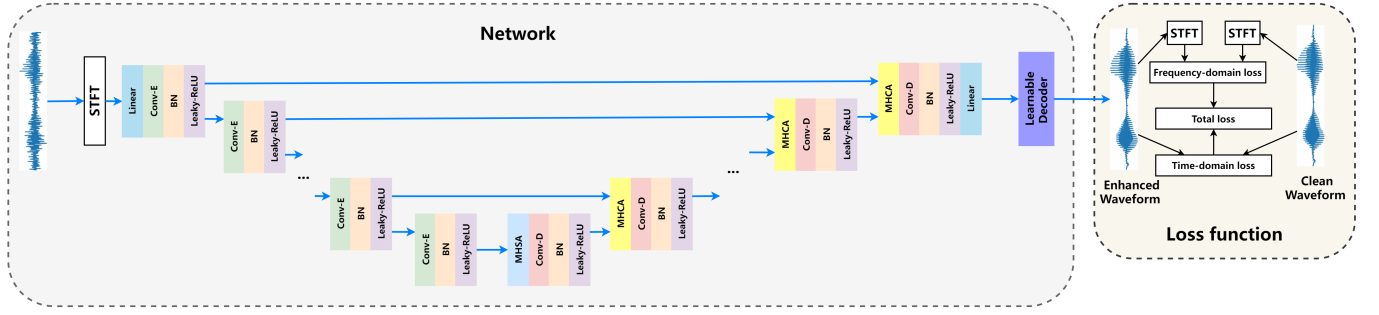 Network
STFT
Linear
Conv-E
BN
Leaky-ReLU
Conv-E
BN
Leaky-ReLU
...
Conv-E
BN
Leaky-ReLU
Conv-E
BN
Leaky-ReLU
MHSA
Conv-D
BN
Leaky-ReLU
MHCA
Conv-D
BN
Leaky-ReLU
...
MHCA
Conv-D
BN
Leaky-ReLU
MHCA
Conv-D
BN
Leaky-ReLU
Linear
Learnable
Decoder
STFT
STFT
Frequency-domain loss
Total loss
Time-domain loss
Enhanced
Waveform
Clean
Waveform
Loss function